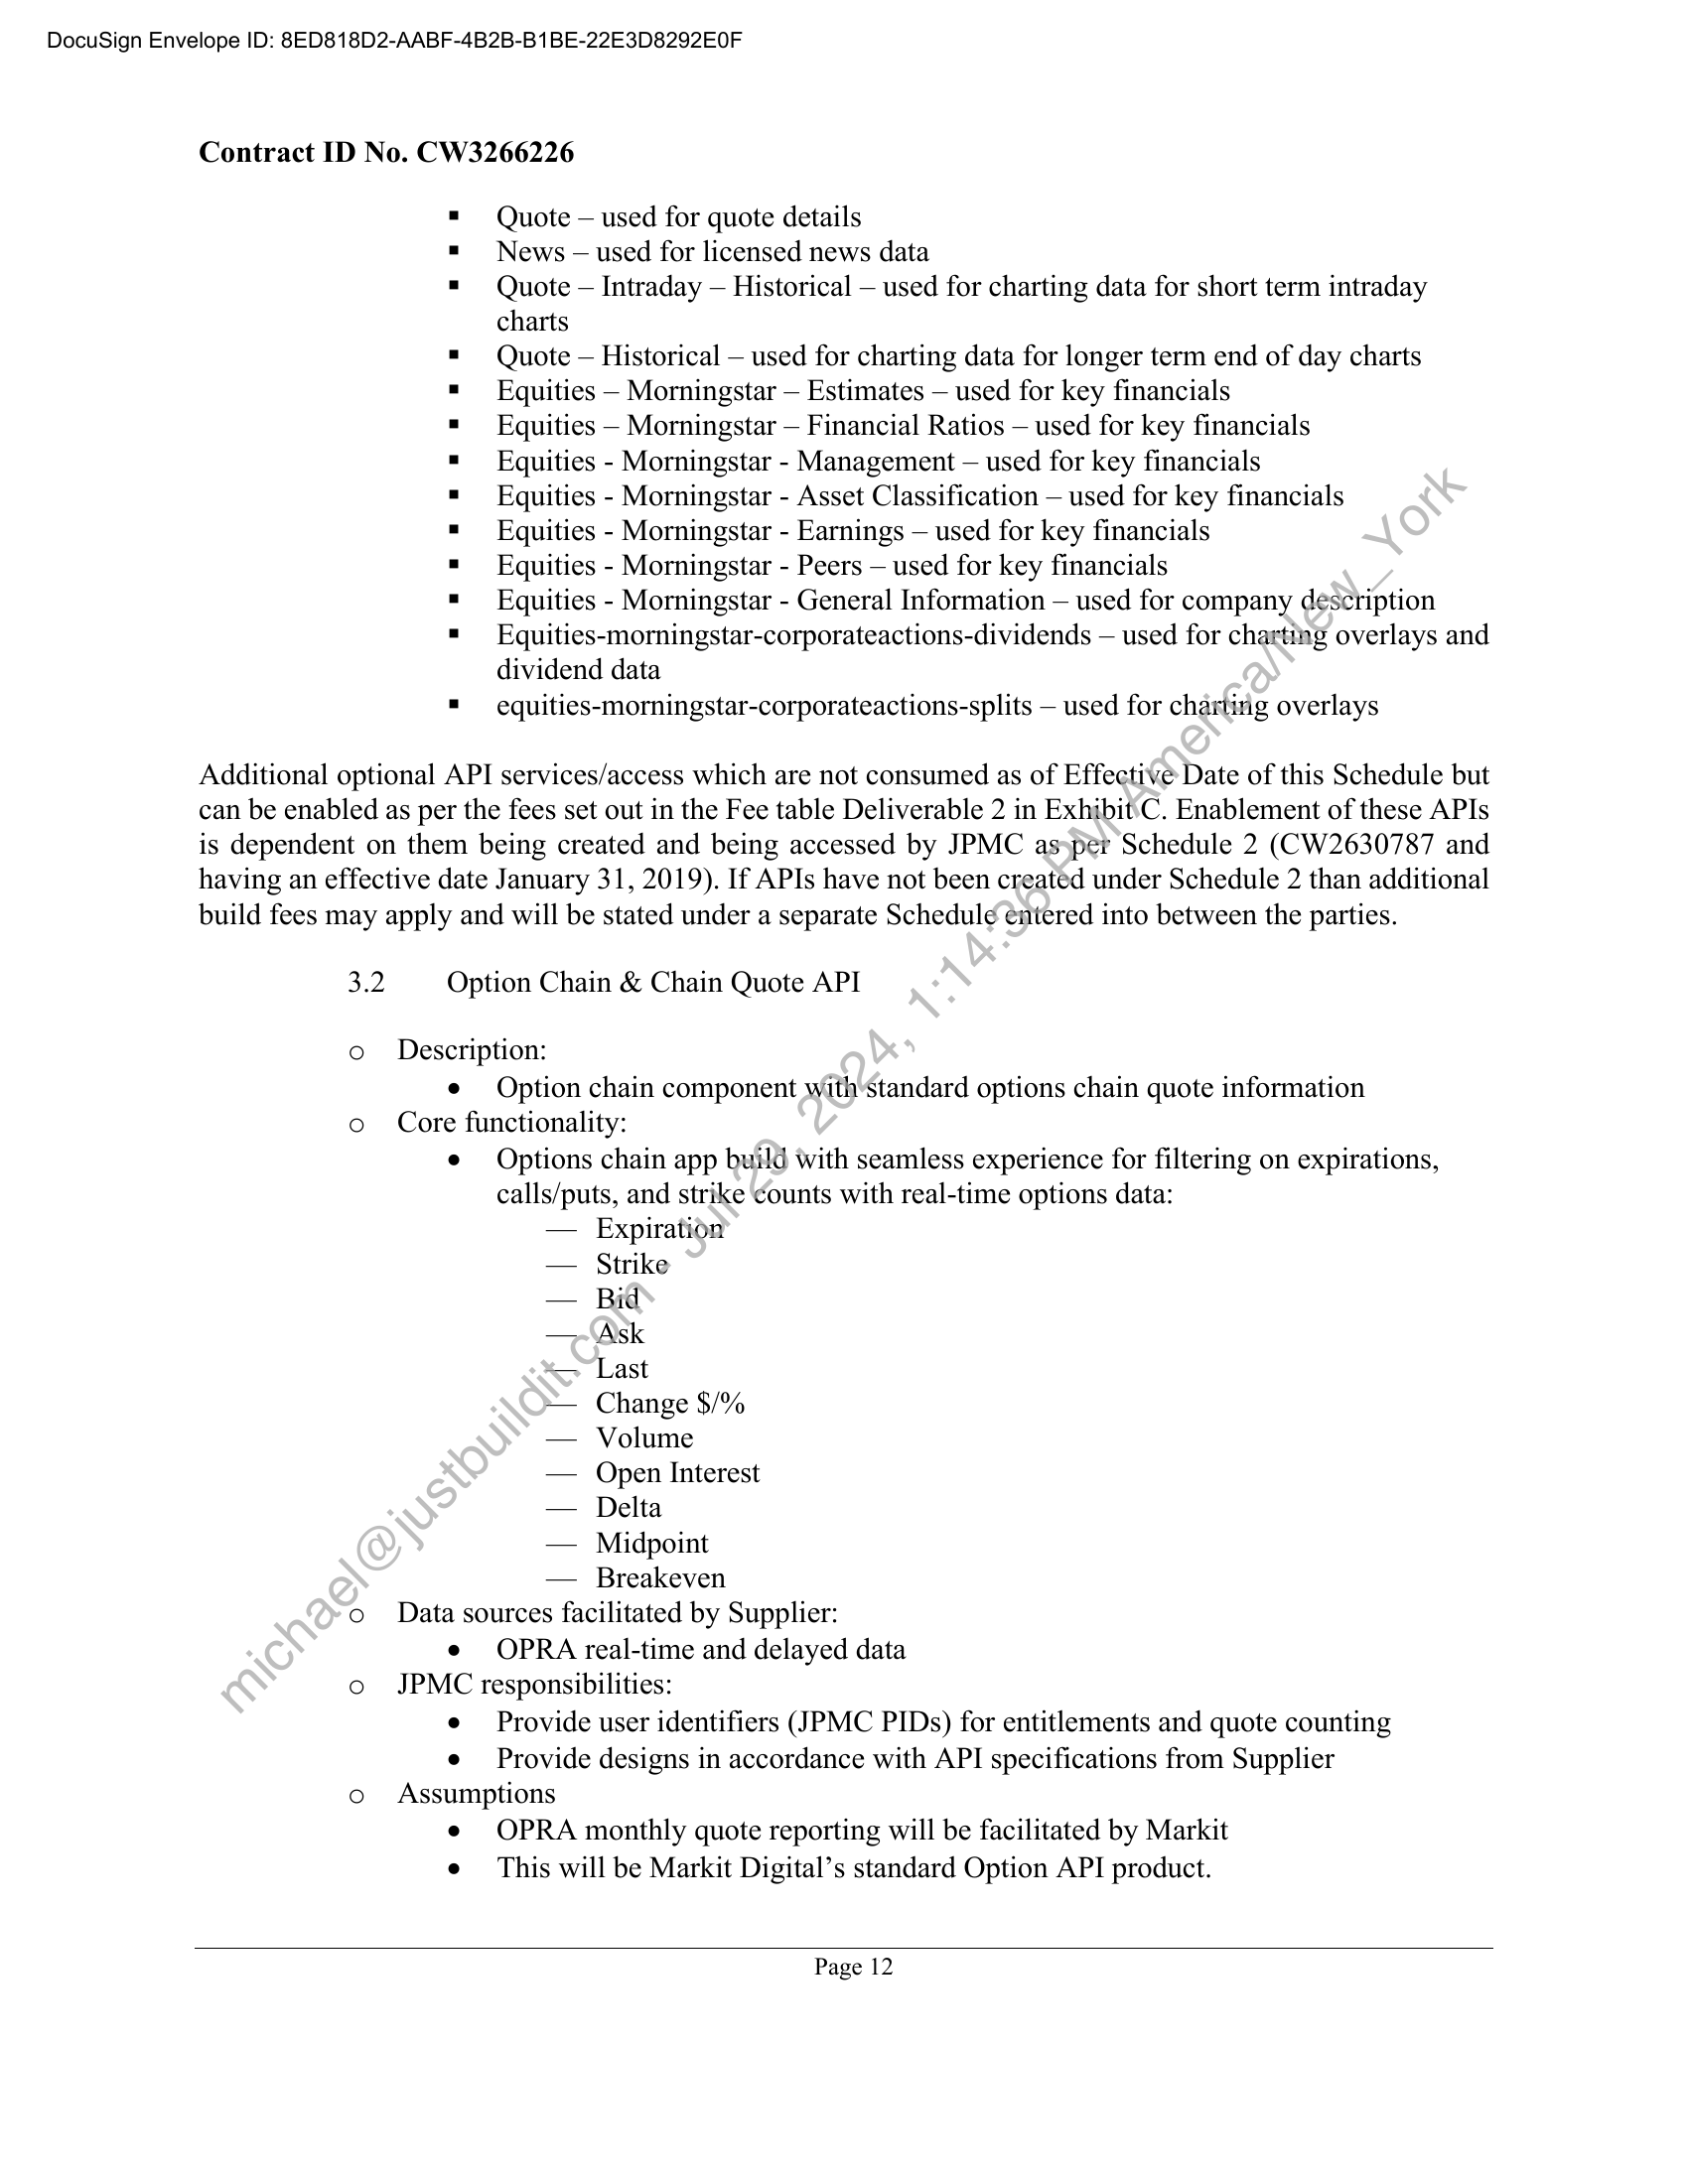 DocuSign Envelope ID: 8ED818D2-AABF-4B2B-B1BE-22E3D8292E0F
Contract ID No. CW3266226
▪ Quote – used for quote details
▪ News – used for licensed news data
▪ Quote – Intraday – Historical – used for charting data for short term intraday
charts
▪ Quote – Historical – used for charting data for longer term end of day charts
▪ Equities – Morningstar – Estimates – used for key financials
▪ Equities – Morningstar – Financial Ratios – used for key financials
▪ Equities - Morningstar - Management – used for key financials
▪ Equities - Morningstar - Asset Classification – used for key financials
▪ Equities - Morningstar - Earnings – used for key financials
▪ Equities - Morningstar - Peers – used for key financials
▪ Equities - Morningstar - General Information – used for company description
▪ Equities-morningstar-corporateactions-dividends – used for charting overlays and
dividend data
▪ equities-morningstar-corporateactions-splits – used for charting overlays
Additional optional API services/access which are not consumed as of Effective Date of this Schedule but
can be enabled as per the fees set out in the Fee table Deliverable 2 in Exhibit C. Enablement of these APIs
is dependent on them being created and being accessed by JPMC as per Schedule 2 (CW2630787 and
having an effective date January 31, 2019). If APIs have not been created under Schedule 2 than additional
build fees may apply and will be stated under a separate Schedule entered into between the parties.
3.2 Option Chain & Chain Quote API
o Description:
• Option chain component with standard options chain quote information
o Core functionality:
• Options chain app build with seamless experience for filtering on expirations,
calls/puts, and strike counts with real-time options data:
— Expiration
— Strike
— Bid
— Ask
— Last
— Change $/%
— Volume
— Open Interest
— Delta
— Midpoint
— Breakeven
o Data sources facilitated by Supplier:
• OPRA real-time and delayed data
o JPMC responsibilities:
• Provide user identifiers (JPMC PIDs) for entitlements and quote counting
• Provide designs in accordance with API specifications from Supplier
o Assumptions
• OPRA monthly quote reporting will be facilitated by Markit
• This will be Markit Digital’s standard Option API product.
Page 12
michael@justbuildit.com - Jul 29, 2024, 1:14:36 PM America/New_York